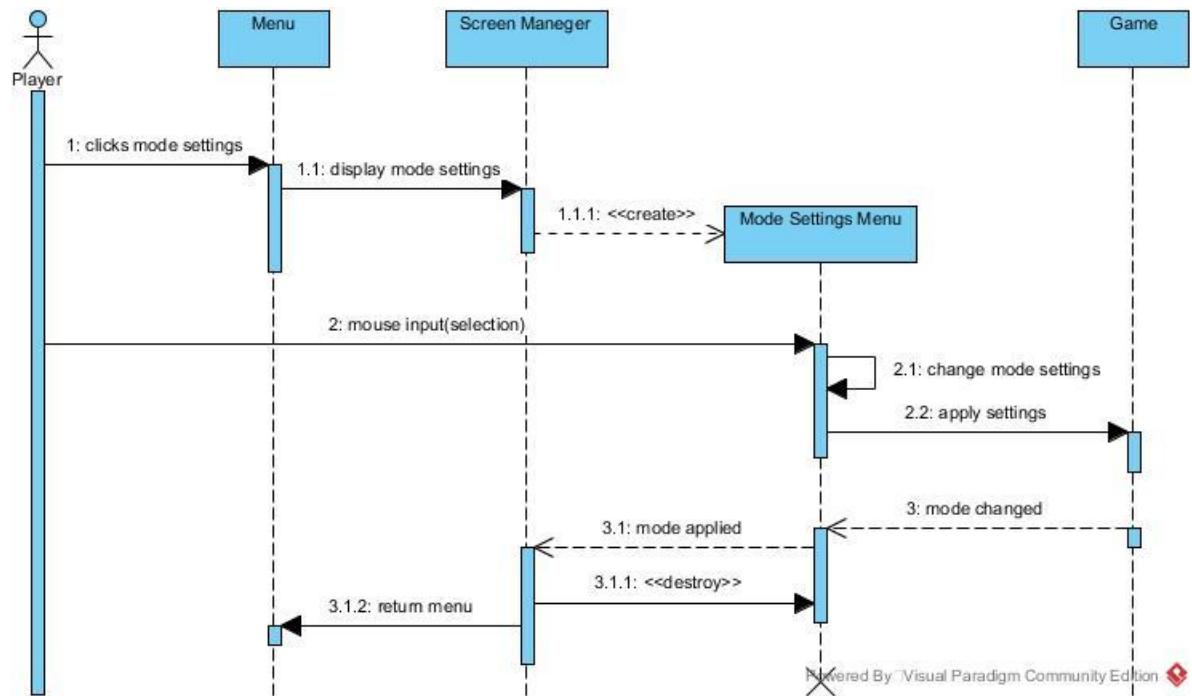 Menu
Screen Maneger
Game
Player
1: clicks mode settings
1.1: display mode settings
1.1.1: <<create>>
Mode Settings Menu
2: mouse input(selection)
2.1: change mode settings
2.2: apply settings
3: mode changed
3.1: mode applied
3.1.1: <<destroy>>
3.1.2: return menu
Powered By Visual Paradigm Community Edition